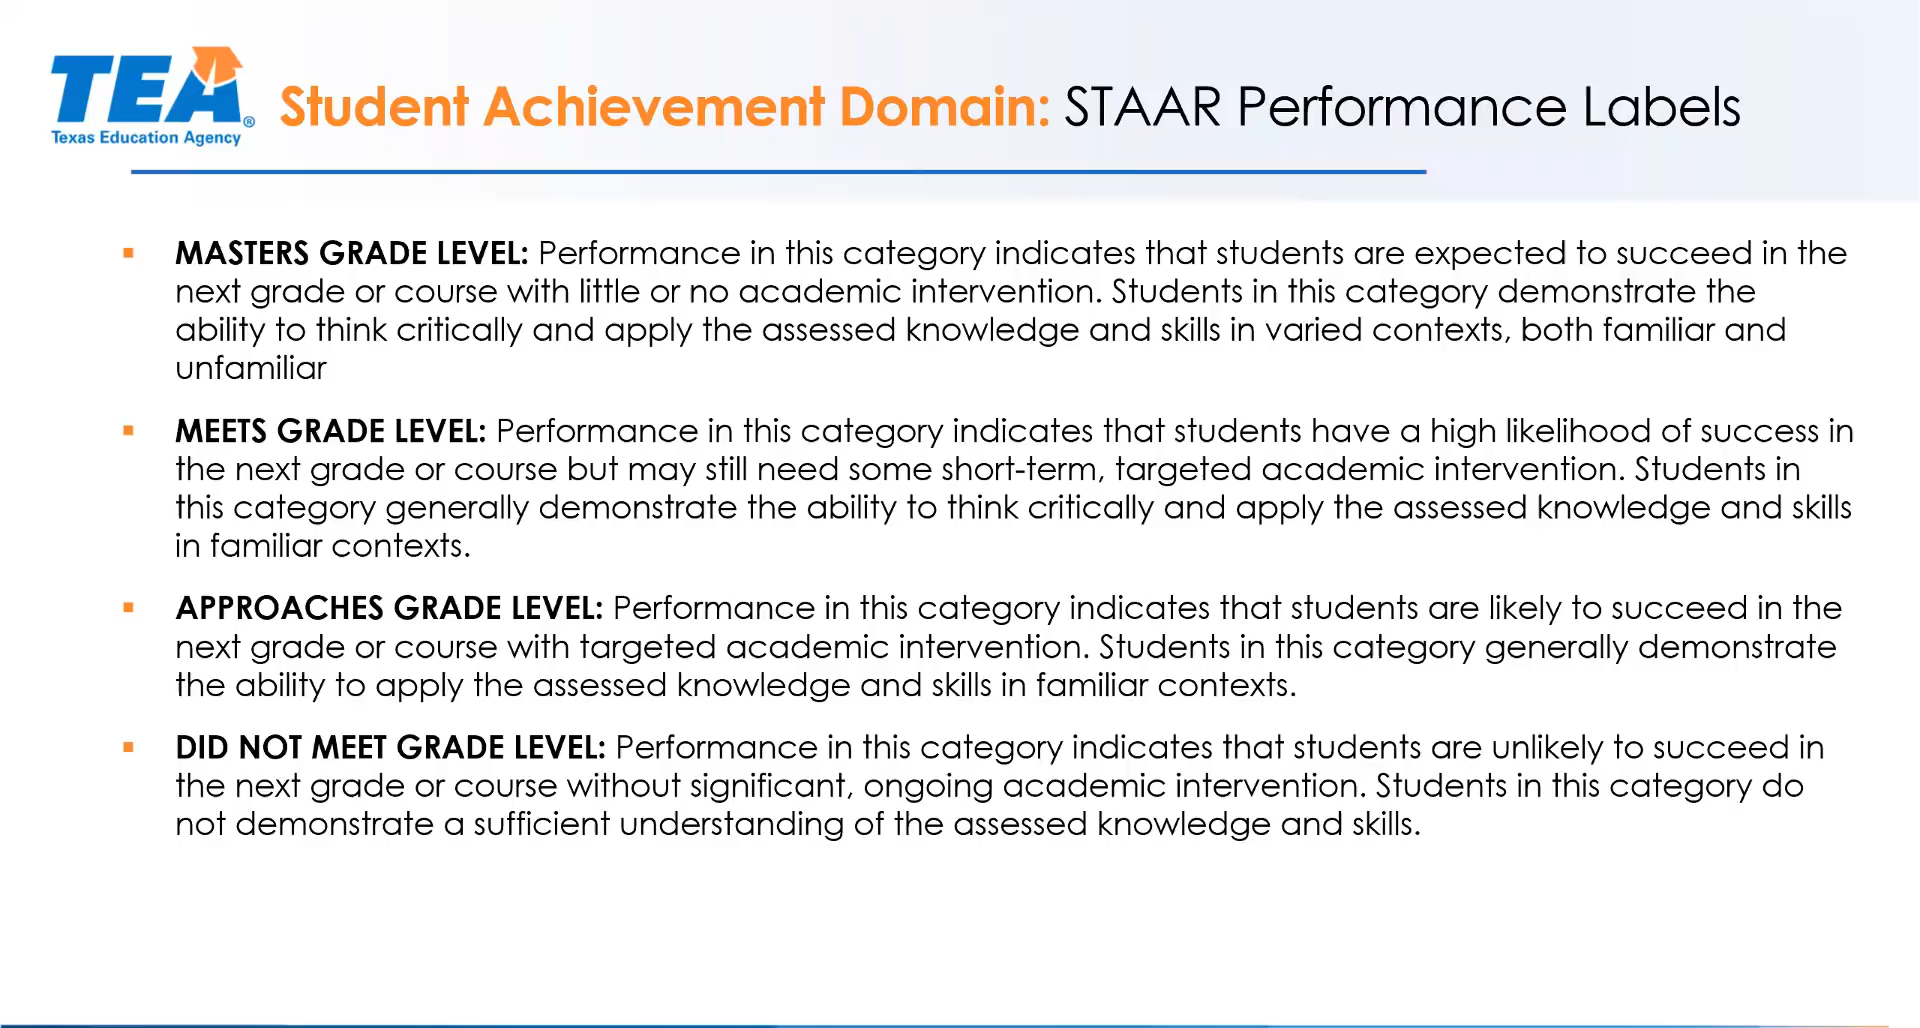 TEA®
Texas Education Agency
Student Achievement Domain: STAAR Performance Labels
▪ MASTERS GRADE LEVEL: Performance in this category indicates that students are expected to succeed in the
next grade or course with little or no academic intervention. Students in this category demonstrate the
ability to think critically and apply the assessed knowledge and skills in varied contexts, both familiar and
unfamiliar
▪ MEETS GRADE LEVEL: Performance in this category indicates that students have a high likelihood of success in
the next grade or course but may still need some short-term, targeted academic intervention. Students in
this category generally demonstrate the ability to think critically and apply the assessed knowledge and skills
in familiar contexts.
▪ APPROACHES GRADE LEVEL: Performance in this category indicates that students are likely to succeed in the
next grade or course with targeted academic intervention. Students in this category generally demonstrate
the ability to apply the assessed knowledge and skills in familiar contexts.
▪ DID NOT MEET GRADE LEVEL: Performance in this category indicates that students are unlikely to succeed in
the next grade or course without significant, ongoing academic intervention. Students in this category do
not demonstrate a sufficient understanding of the assessed knowledge and skills.